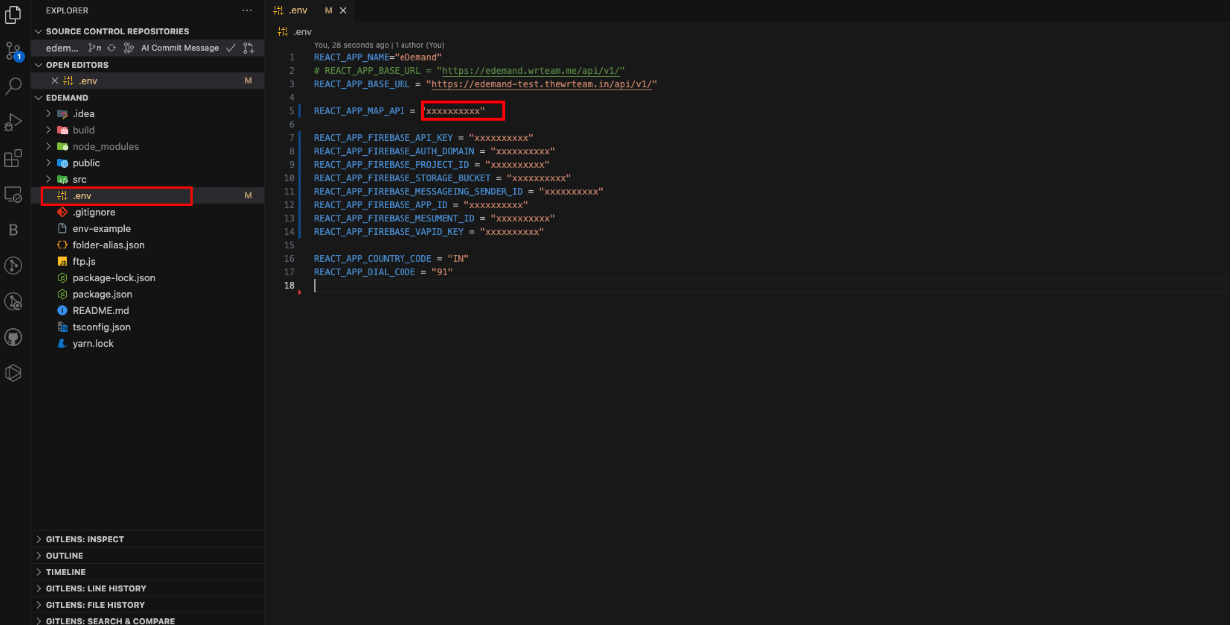 EXPLORER
SOURCE CONTROL REPOSITORIES
edem... AI Commit Message
1
OPEN EDITORS
.env M
EDEMAND
.idea
build
node_modules
public
src
.env M
.gitignore
env-example
folder-alias.json
ftp.js
package-lock.json
package.json
README.md
tsconfig.json
yarn.lock
GITLENS: INSPECT
OUTLINE
TIMELINE
GITLENS: LINE HISTORY
GITLENS: FILE HISTORY
GITLENS: SEARCH & COMPARE
.env M
.env
You, 28 seconds ago | 1 author (You)
1 REACT_APP_NAME="eDemand"
2 # REACT_APP_BASE_URL = "https://edemand.wrteam.me/api/v1/"
3 REACT_APP_BASE_URL = "https://edemand-test.thewrteam.in/api/v1/"
4
5 REACT_APP_MAP_API = "xxxxxxxxxx"
6
7 REACT_APP_FIREBASE_API_KEY = "xxxxxxxxxx"
8 REACT_APP_FIREBASE_AUTH_DOMAIN = "xxxxxxxxxx"
9 REACT_APP_FIREBASE_PROJECT_ID = "xxxxxxxxxx"
10 REACT_APP_FIREBASE_STORAGE_BUCKET = "xxxxxxxxxx"
11 REACT_APP_FIREBASE_MESSAGEING_SENDER_ID = "xxxxxxxxxx"
12 REACT_APP_FIREBASE_APP_ID = "xxxxxxxxxx"
13 REACT_APP_FIREBASE_MESUMENT_ID = "xxxxxxxxxx"
14 REACT_APP_FIREBASE_VAPID_KEY = "xxxxxxxxxx"
15
16 REACT_APP_COUNTRY_CODE = "IN"
17 REACT_APP_DIAL_CODE = "91"
18